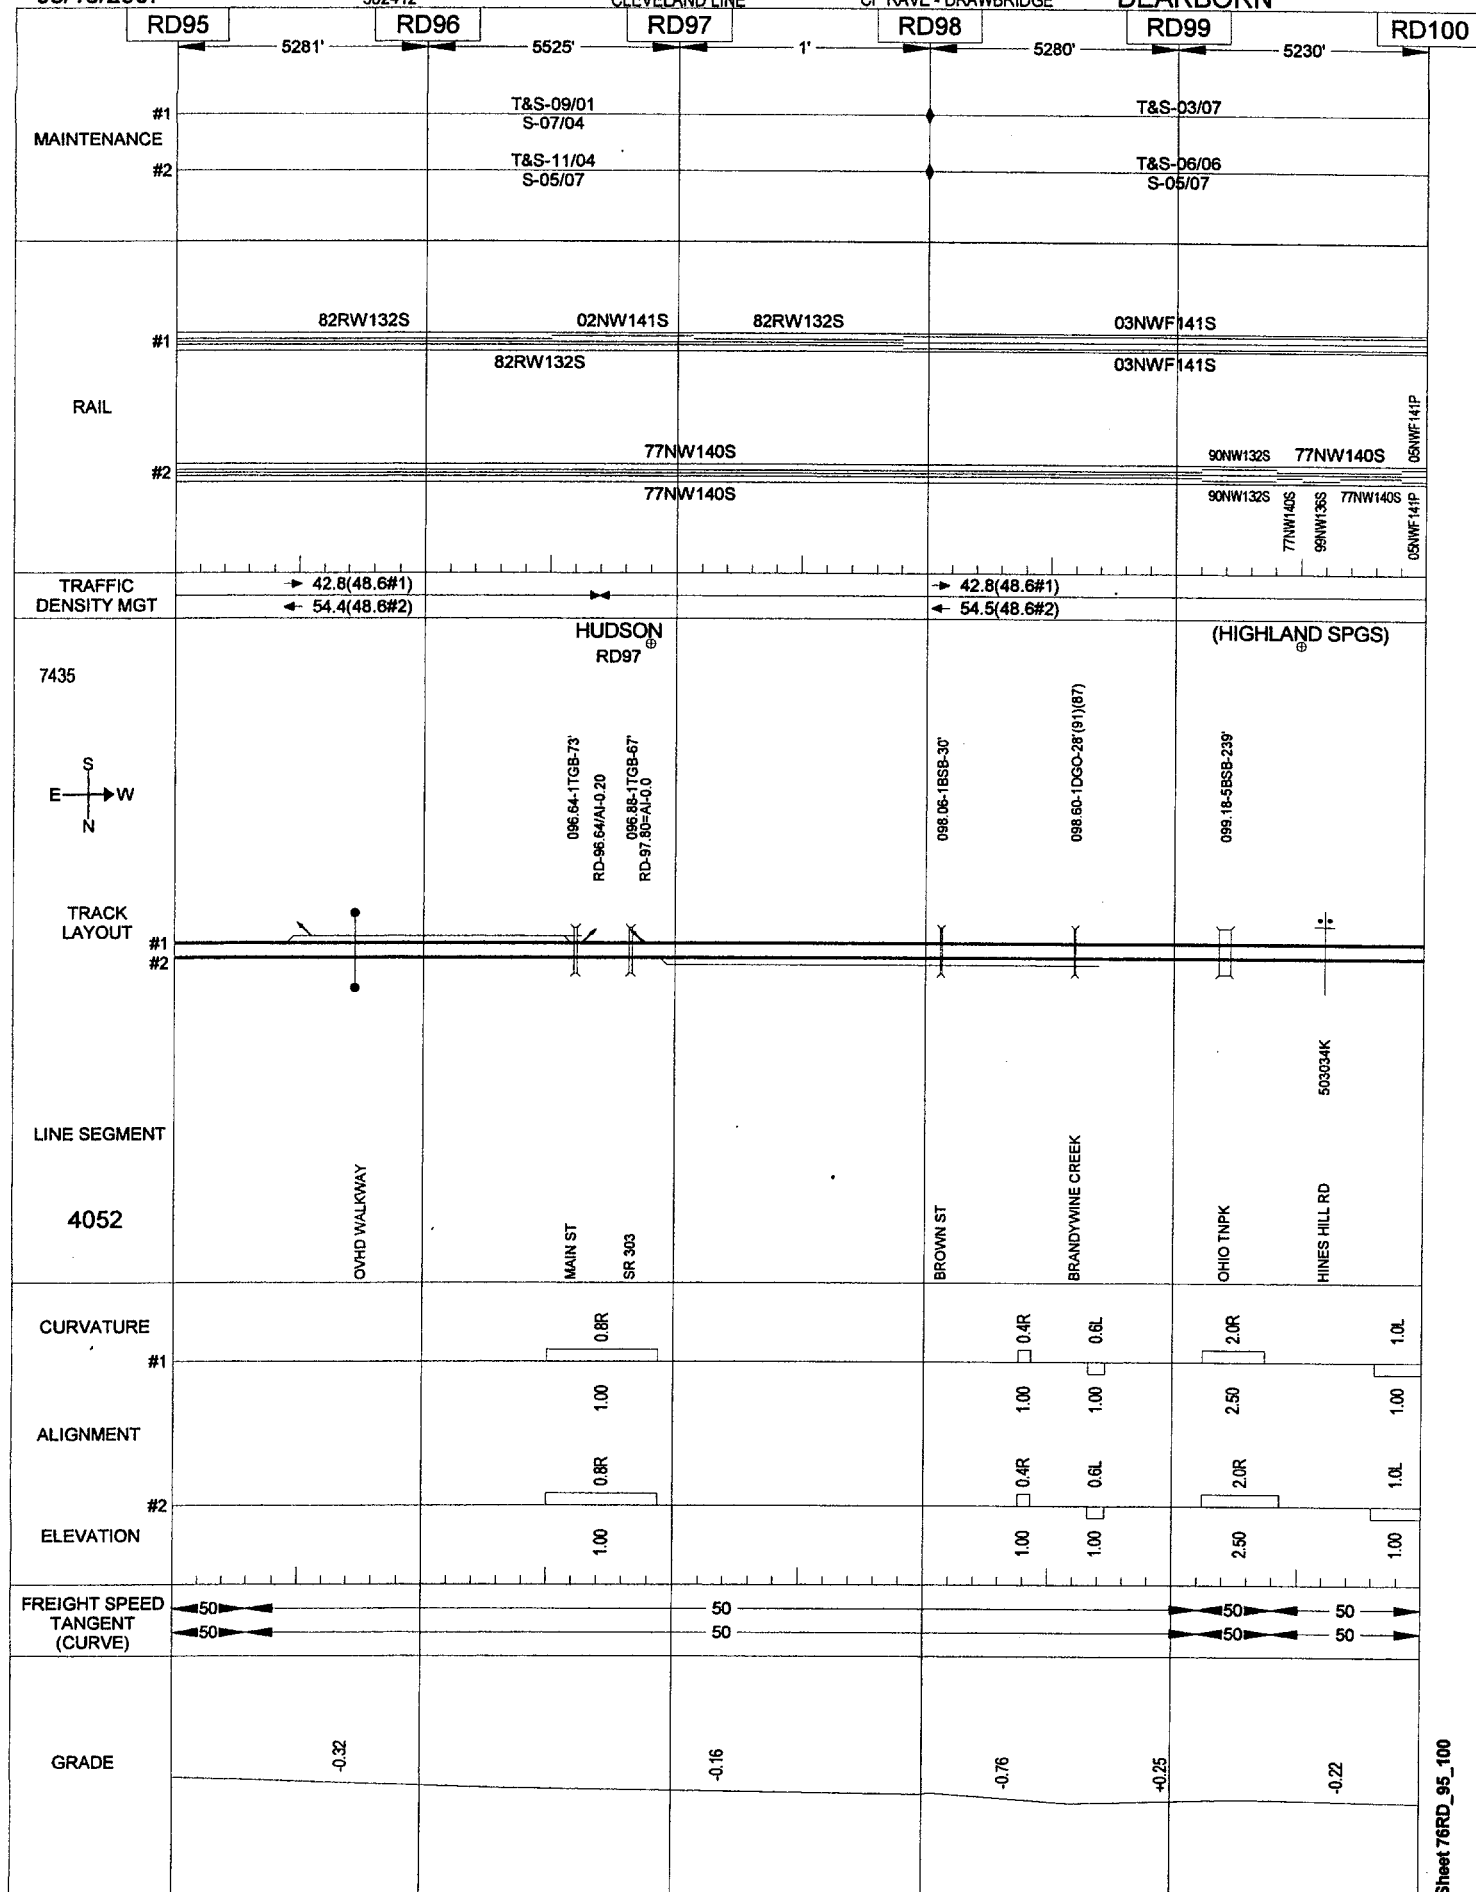 CLEVELAND LINE
CP RAVE - DRAWBRIDGE
DEARBORN
RD95 RD96 RD97 RD98 RD99 RD100
5281' 5525' 1' 5280' 5230'
MAINTENANCE
#1
T&S-09/01
S-07/04
T&S-03/07
#2
T&S-11/04
S-05/07
T&S-06/06
S-05/07
RAIL
#1
82RW132S 02NW141S 82RW132S 03NWF141S
82RW132S 03NWF141S
#2
77NW140S 90NW132S 77NW140S 05NWF141P
77NW140S 90NW132S 77NW140S 99NW136S 77NW140S 05NWF141P
TRAFFIC
DENSITY MGT
42.8(48.6#1) 42.8(48.6#1)
54.4(48.6#2) 54.5(48.6#2)
HUDSON
RD97
(HIGHLAND SPGS)
7435
S
E W
N
096.64-1TGB-73'
RD-96.64/AI-0.20
096.88-1TGB-67'
RD-97.80=AI-0.0
098.06-1BSB-30'
098.60-1DGO-28'(91)(87)
099.18-5BSB-239'
TRACK
LAYOUT
#1
#2
503034K
LINE SEGMENT
4052
OVHD WALKWAY
MAIN ST
SR 303
BROWN ST
BRANDYWINE CREEK
OHIO TNPK
HINES HILL RD
CURVATURE
#1
0.8R 0.4R 0.6L 2.0R 1.0L
1.00 1.00 1.00 2.50 1.00
ALIGNMENT
#2
0.8R 0.4R 0.6L 2.0R 1.0L
ELEVATION
1.00 1.00 1.00 2.50 1.00
FREIGHT SPEED
TANGENT
(CURVE)
50 50 50 50
50 50 50 50
GRADE
-0.32 -0.16 -0.76 +0.25 -0.22
Sheet 76RD_95_100